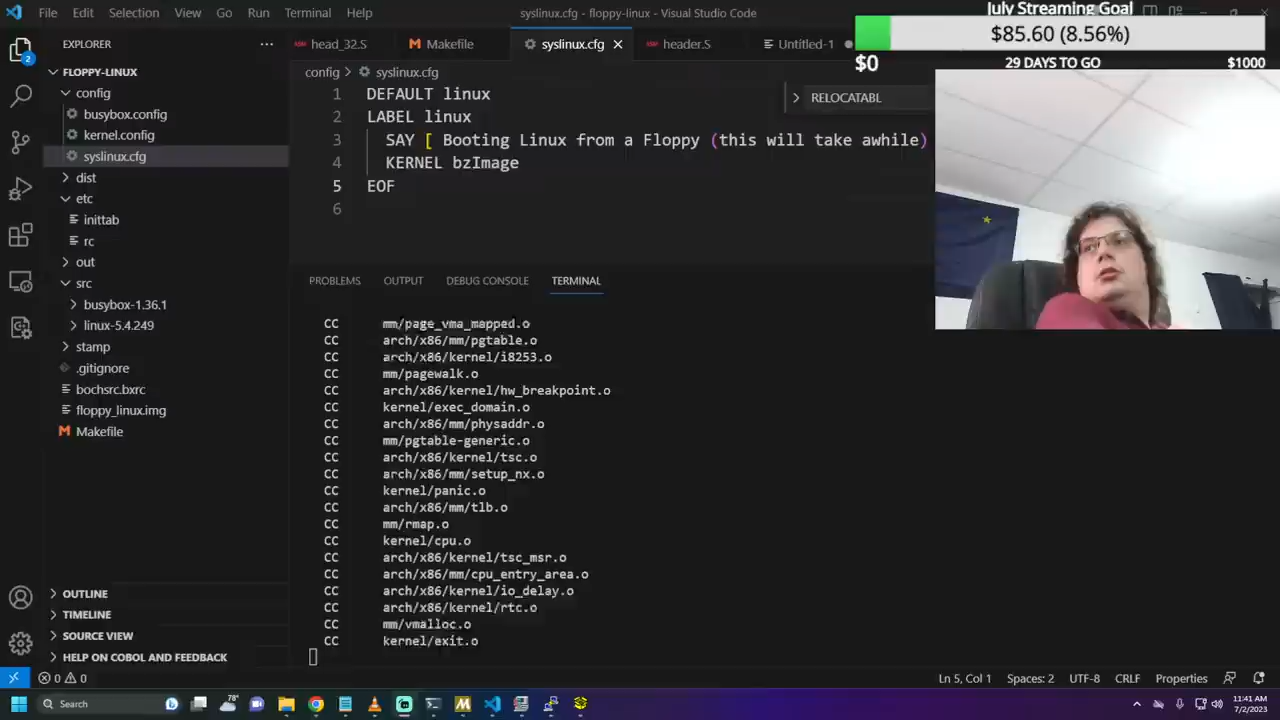 File Edit Selection View Go Run Terminal Help
syslinux.cfg - floppy-linux - Visual Studio Code
July Streaming Goal
$85.60 (8.56%)
$0 29 DAYS TO GO $1000
EXPLORER
head_32.S Makefile syslinux.cfg header.S Untitled-1
FLOPPY-LINUX
config
busybox.config
kernel.config
syslinux.cfg
dist
etc
inittab
rc
out
src
busybox-1.36.1
linux-5.4.249
stamp
.gitignore
bochsrc.bxrc
floppy_linux.img
Makefile
OUTLINE
TIMELINE
SOURCE VIEW
HELP ON COBOL AND FEEDBACK
config > syslinux.cfg
RELOCATABL
1 DEFAULT linux
2 LABEL linux
3 SAY [ Booting Linux from a Floppy (this will take awhile)
4 KERNEL bzImage
5 EOF
6
PROBLEMS OUTPUT DEBUG CONSOLE TERMINAL
CC mm/page_vma_mapped.o
CC arch/x86/mm/pgtable.o
CC arch/x86/kernel/i8253.o
CC mm/pagewalk.o
CC arch/x86/kernel/hw_breakpoint.o
CC kernel/exec_domain.o
CC arch/x86/mm/physaddr.o
CC mm/pgtable-generic.o
CC arch/x86/kernel/tsc.o
CC arch/x86/mm/setup_nx.o
CC kernel/panic.o
CC arch/x86/mm/tlb.o
CC mm/rmap.o
CC kernel/cpu.o
CC arch/x86/kernel/tsc_msr.o
CC arch/x86/mm/cpu_entry_area.o
CC arch/x86/kernel/io_delay.o
CC arch/x86/kernel/rtc.o
CC mm/vmalloc.o
CC kernel/exit.o
0 0 Ln 5, Col 1 Spaces: 2 UTF-8 CRLF Properties
Search 78° 11:41 AM
7/2/2023